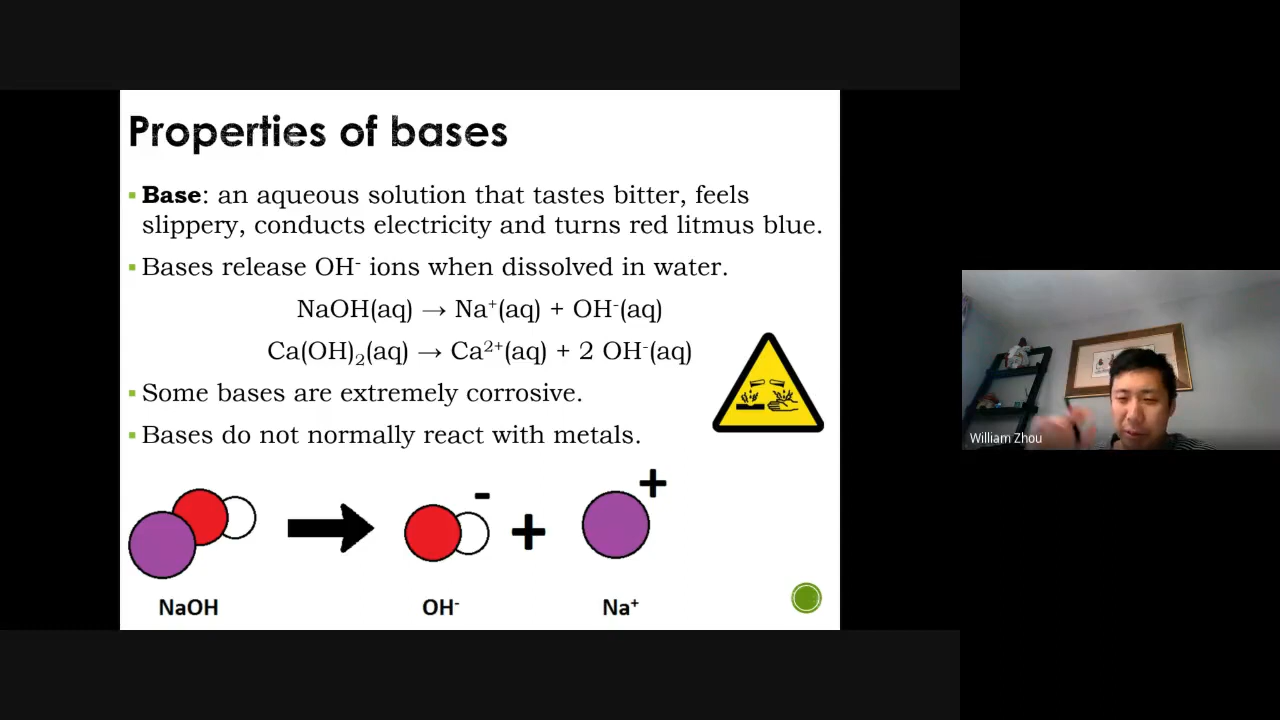 Properties of bases
▪ Base: an aqueous solution that tastes bitter, feels
slippery, conducts electricity and turns red litmus blue.
▪ Bases release OH⁻ ions when dissolved in water.
NaOH(aq) → Na⁺(aq) + OH⁻(aq)
Ca(OH)₂(aq) → Ca²⁺(aq) + 2 OH⁻(aq)
▪ Some bases are extremely corrosive.
▪ Bases do not normally react with metals.
- + +
NaOH OH⁻ Na⁺
William Zhou